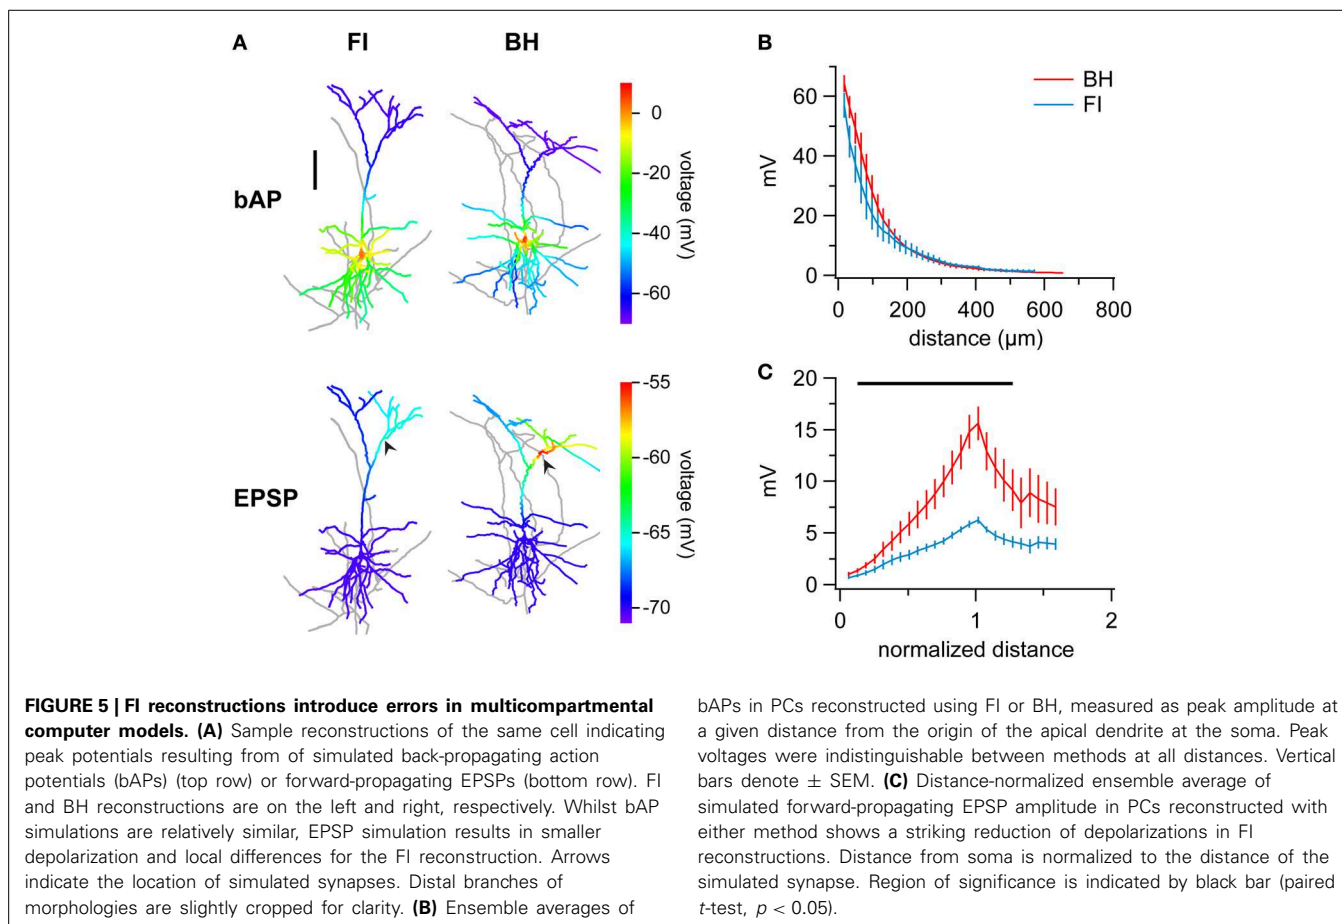 A
FI
BH
bAP
0
-20
-40
-60
voltage (mV)
EPSP
-55
-60
-65
-70
voltage (mV)
B
BH
FI
60
40
20
0
mV
0
200
400
600
800
distance (µm)
C
20
15
10
5
0
mV
0
1
2
normalized distance
FIGURE 5 | FI reconstructions introduce errors in multicompartmental
computer models. (A) Sample reconstructions of the same cell indicating
peak potentials resulting from of simulated back-propagating action
potentials (bAPs) (top row) or forward-propagating EPSPs (bottom row). FI
and BH reconstructions are on the left and right, respectively. Whilst bAP
simulations are relatively similar, EPSP simulation results in smaller
depolarization and local differences for the FI reconstruction. Arrows
indicate the location of simulated synapses. Distal branches of
morphologies are slightly cropped for clarity. (B) Ensemble averages of
bAPs in PCs reconstructed using FI or BH, measured as peak amplitude at
a given distance from the origin of the apical dendrite at the soma. Peak
voltages were indistinguishable between methods at all distances. Vertical
bars denote ± SEM. (C) Distance-normalized ensemble average of
simulated forward-propagating EPSP amplitude in PCs reconstructed with
either method shows a striking reduction of depolarizations in FI
reconstructions. Distance from soma is normalized to the distance of the
simulated synapse. Region of significance is indicated by black bar (paired
t-test, p < 0.05).